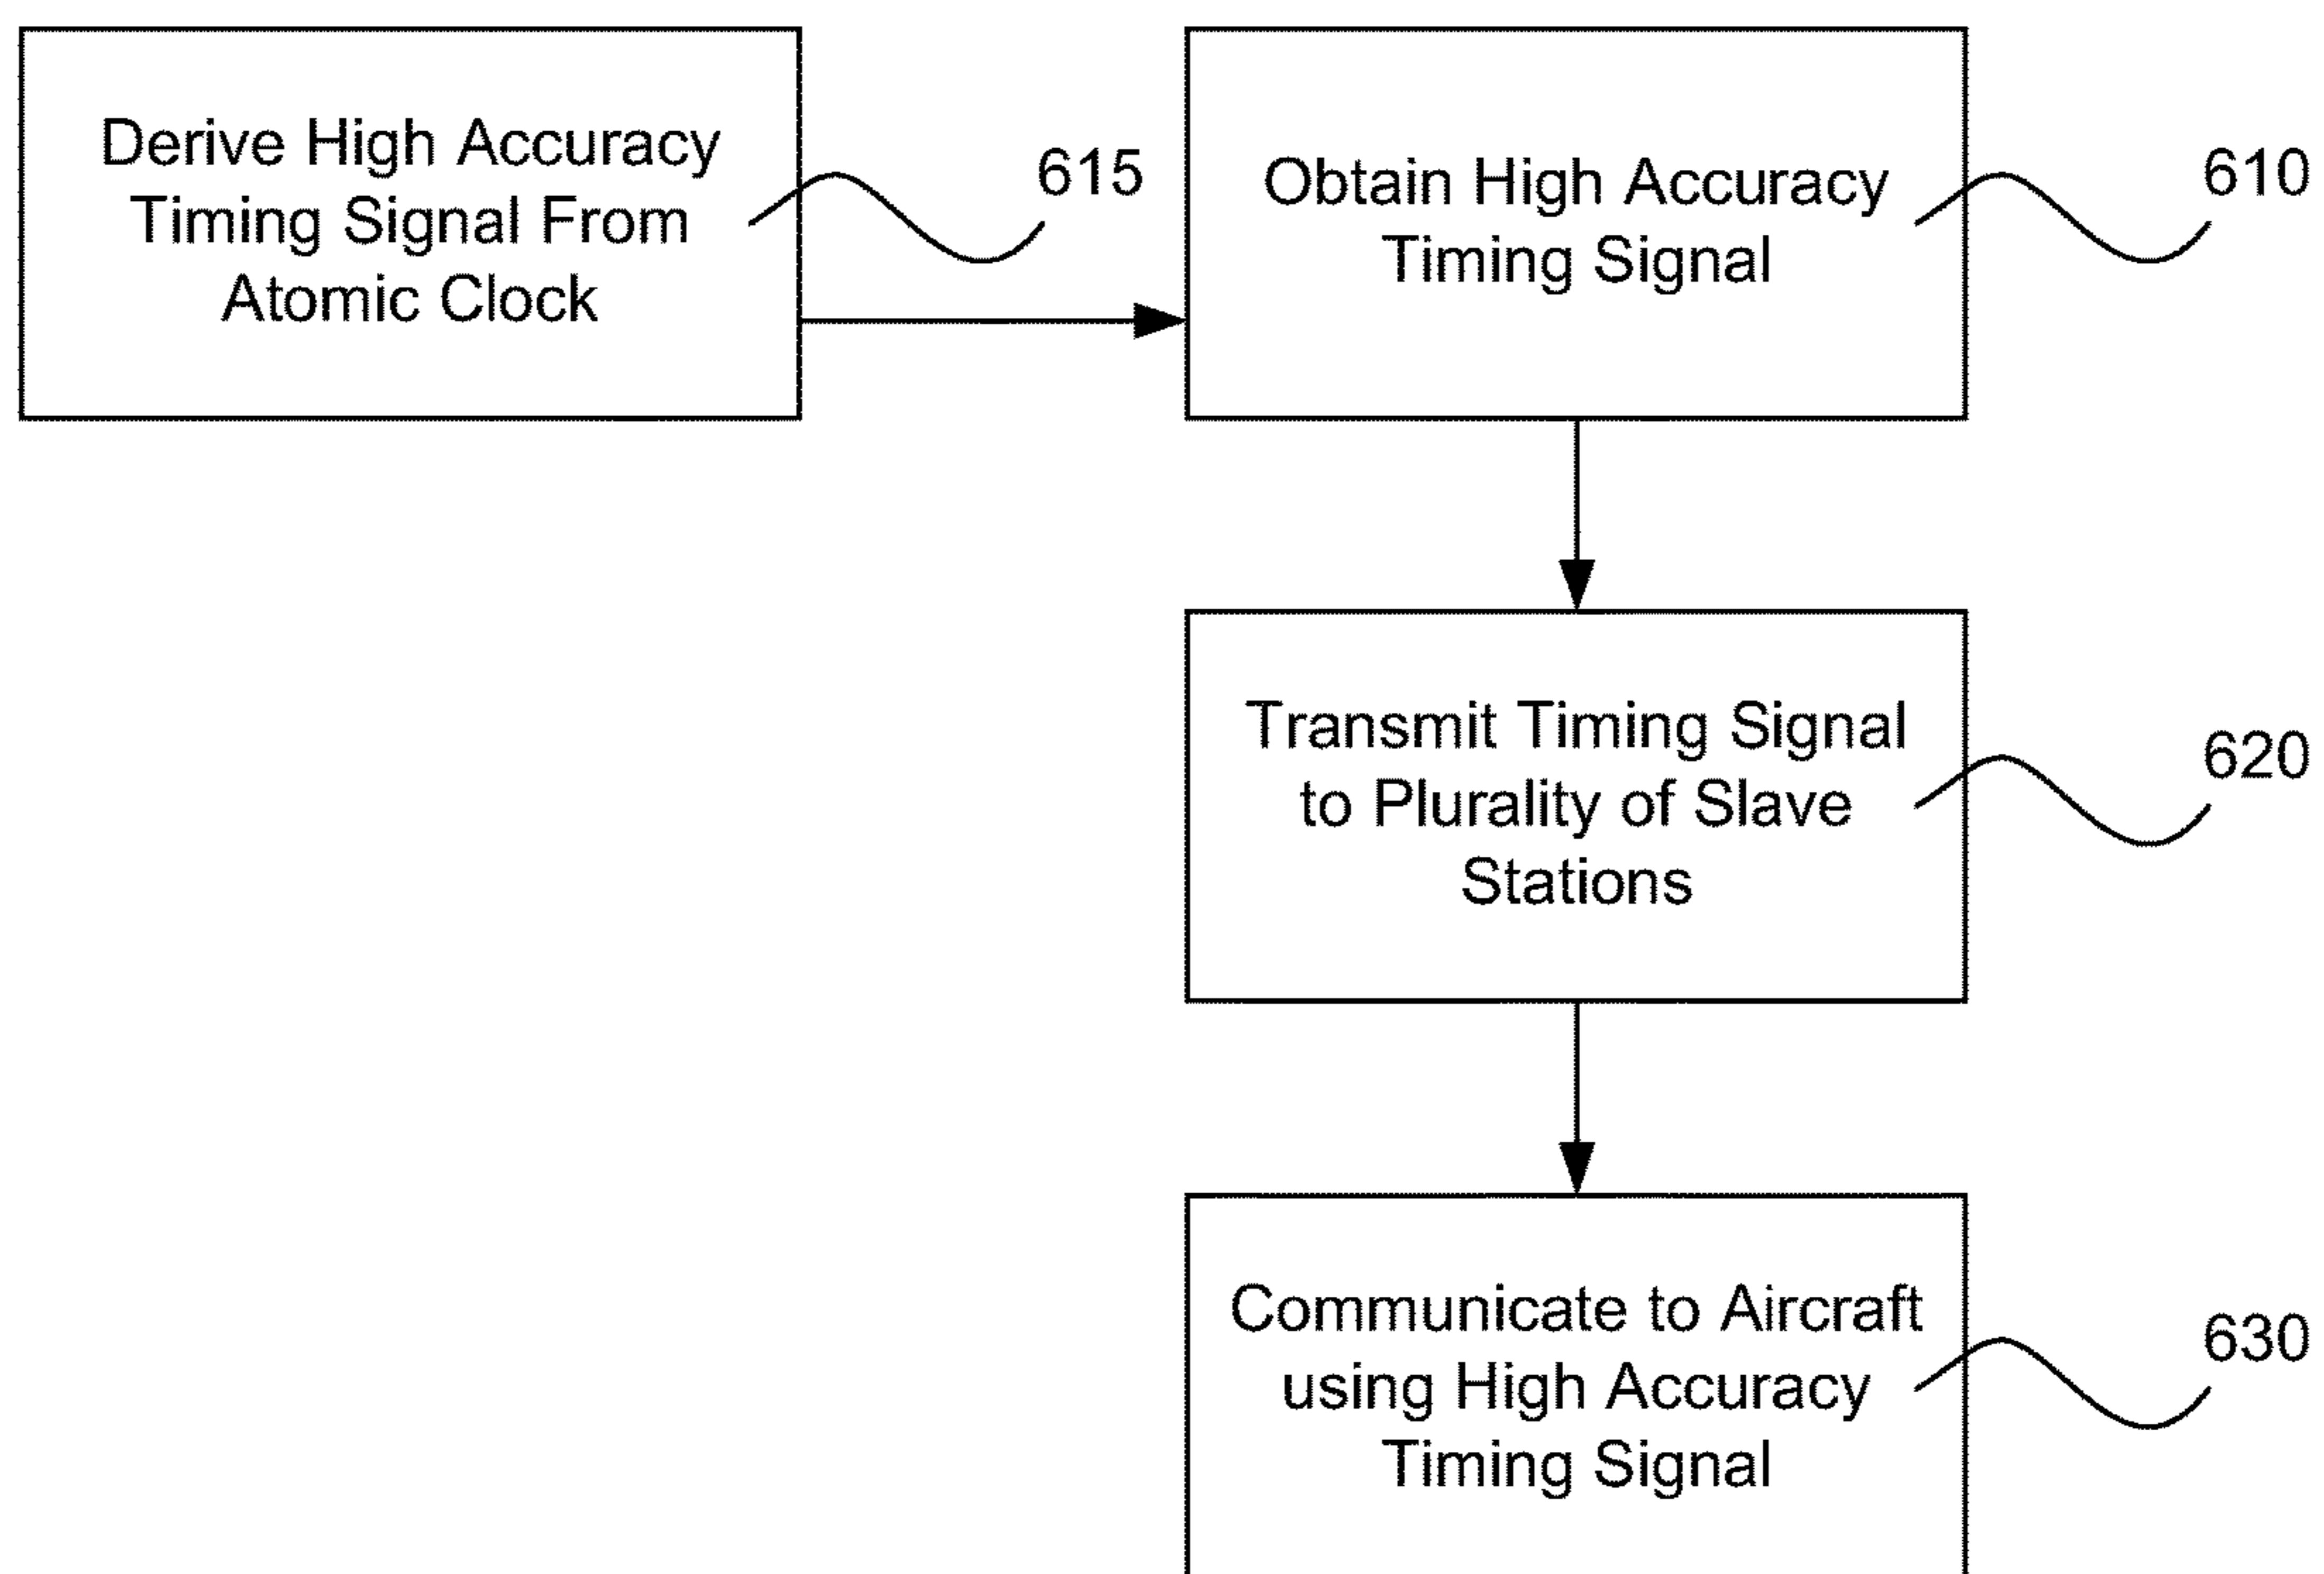 Derive High Accuracy
Timing Signal From
Atomic Clock
615
Obtain High Accuracy
Timing Signal
610
Transmit Timing Signal
to Plurality of Slave
Stations
620
Communicate to Aircraft
using High Accuracy
Timing Signal
630